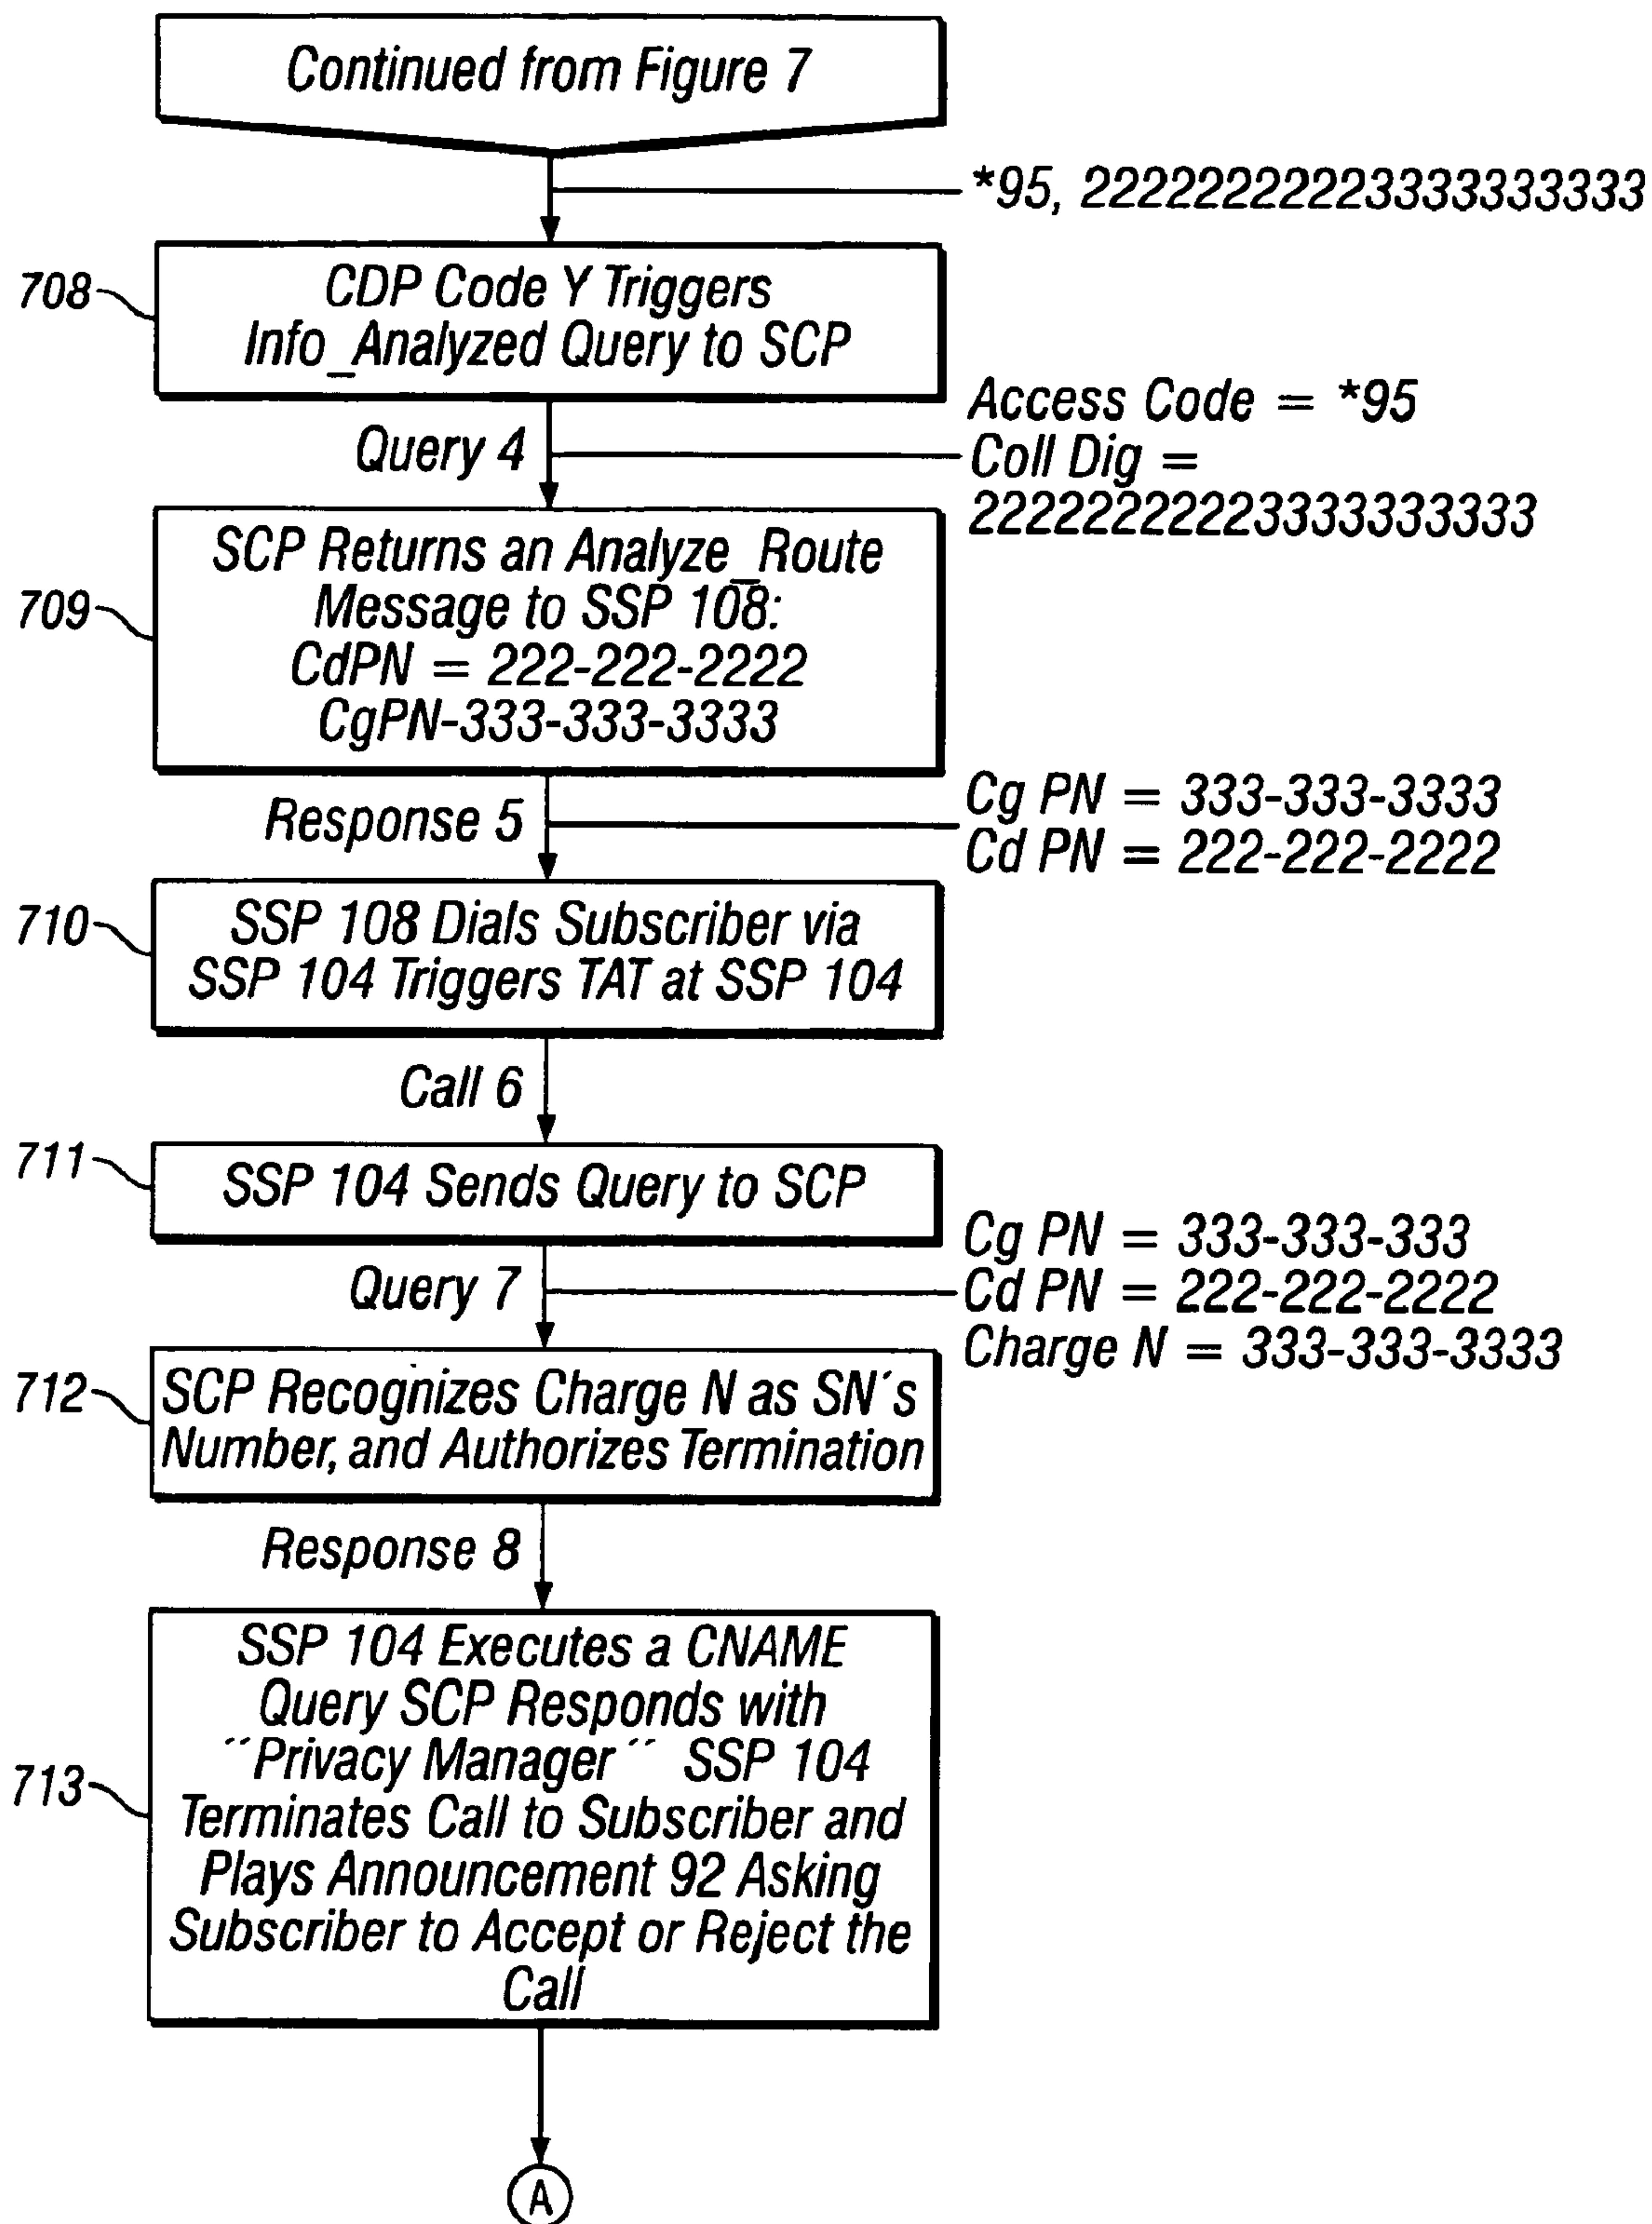 Continued from Figure 7
*95, 22222222223333333333
708
CDP Code Y Triggers
Info_Analyzed Query to SCP
Query 4
Access Code = *95
Coll Dig =
22222222223333333333
709
SCP Returns an Analyze_Route
Message to SSP 108:
CdPN = 222-222-2222
CgPN-333-333-3333
Response 5
Cg PN = 333-333-3333
Cd PN = 222-222-2222
710
SSP 108 Dials Subscriber via
SSP 104 Triggers TAT at SSP 104
Call 6
711
SSP 104 Sends Query to SCP
Query 7
Cg PN = 333-333-333
Cd PN = 222-222-2222
Charge N = 333-333-3333
712
SCP Recognizes Charge N as SN´s
Number, and Authorizes Termination
Response 8
713
SSP 104 Executes a CNAME
Query SCP Responds with
´´Privacy Manager´´ SSP 104
Terminates Call to Subscriber and
Plays Announcement 92 Asking
Subscriber to Accept or Reject the
Call
A